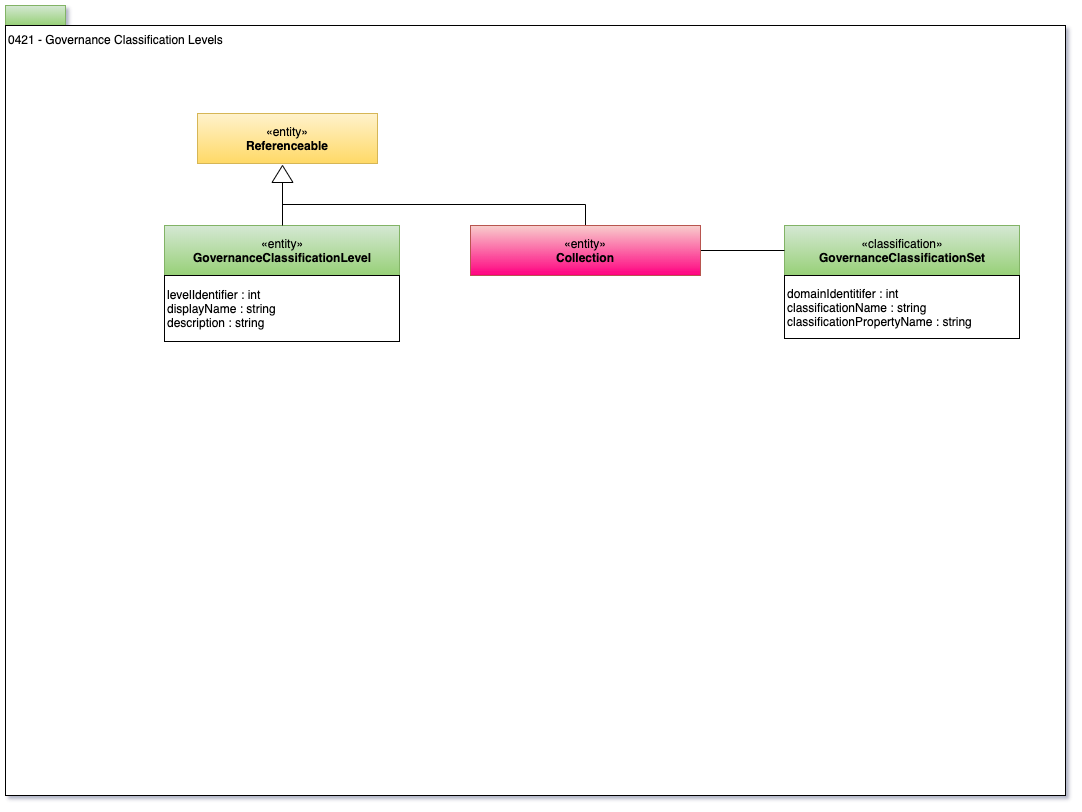 0421 - Governance Classification Levels
«entity»
Referenceable
«entity»
GovernanceClassificationLevel
levelIdentifier : int
displayName : string
description : string
«entity»
Collection
«classification»
GovernanceClassificationSet
domainIdentitifer : int
classificationName : string
classificationPropertyName : string